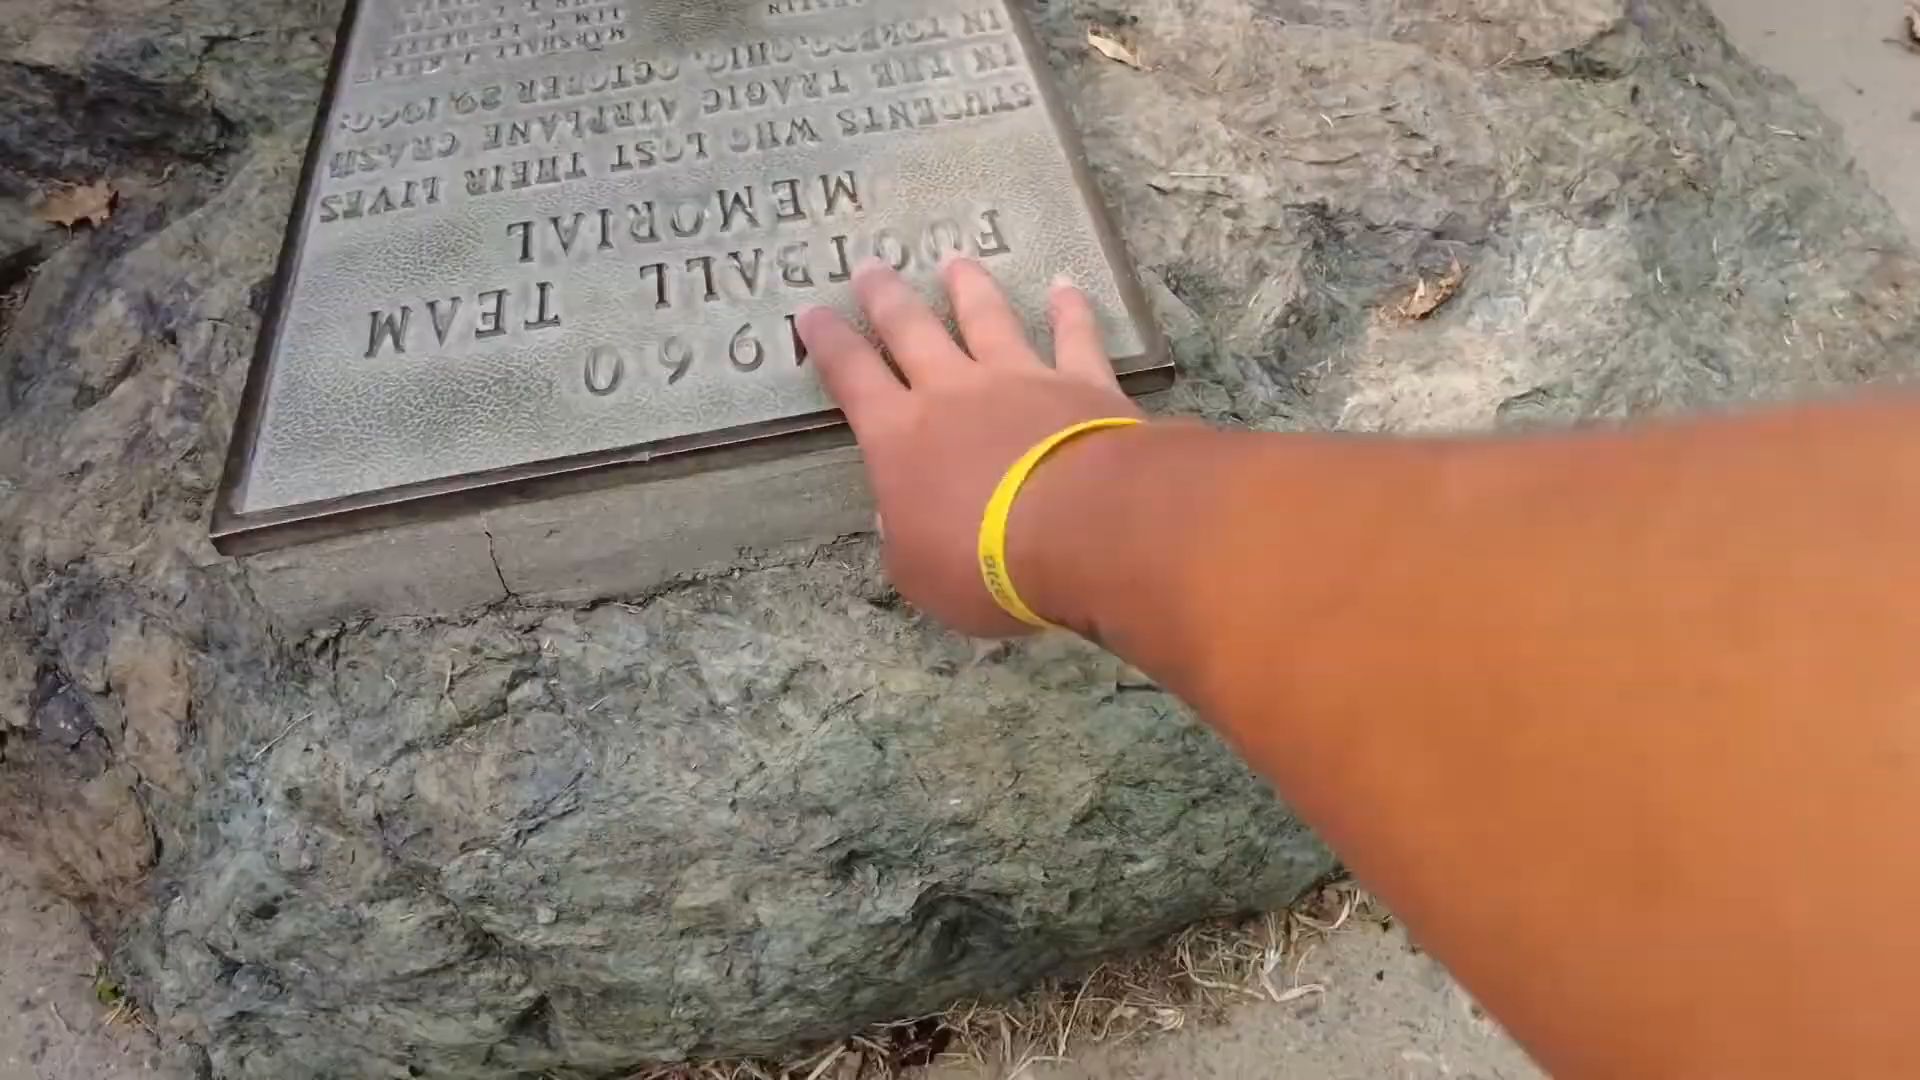 1960
FOOTBALL TEAM
MEMORIAL
STUDENTS WHO LOST THEIR LIVES
IN THE TRAGIC AIRPLANE CRASH
IN TOLEDO, OHIO, OCTOBER 29, 1960.
MARSHALL J.